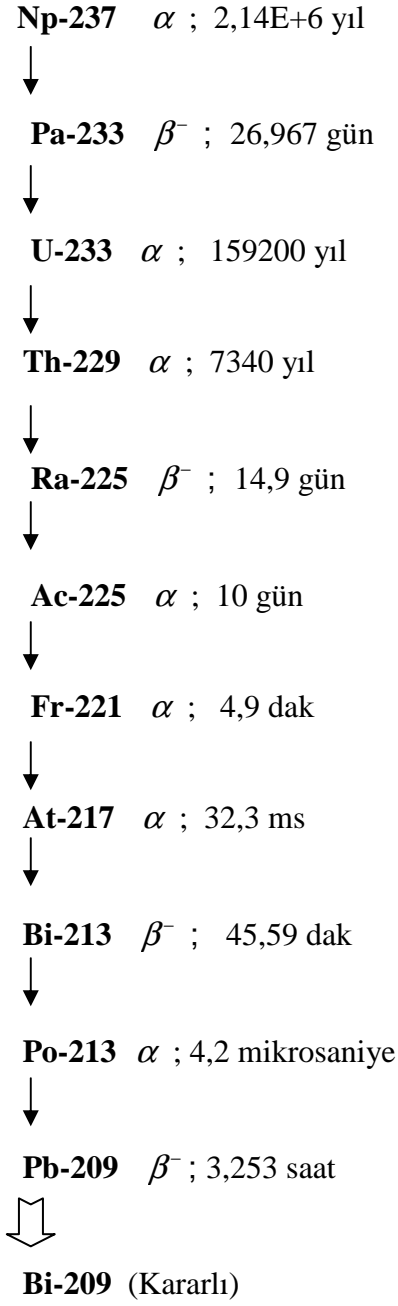 Np-237 α ; 2,14E+6 yıl
Pa-233 β⁻ ; 26,967 gün
U-233 α ; 159200 yıl
Th-229 α ; 7340 yıl
Ra-225 β⁻ ; 14,9 gün
Ac-225 α ; 10 gün
Fr-221 α ; 4,9 dak
At-217 α ; 32,3 ms
Bi-213 β⁻ ; 45,59 dak
Po-213 α ; 4,2 mikrosaniye
Pb-209 β⁻ ; 3,253 saat
Bi-209 (Kararlı)